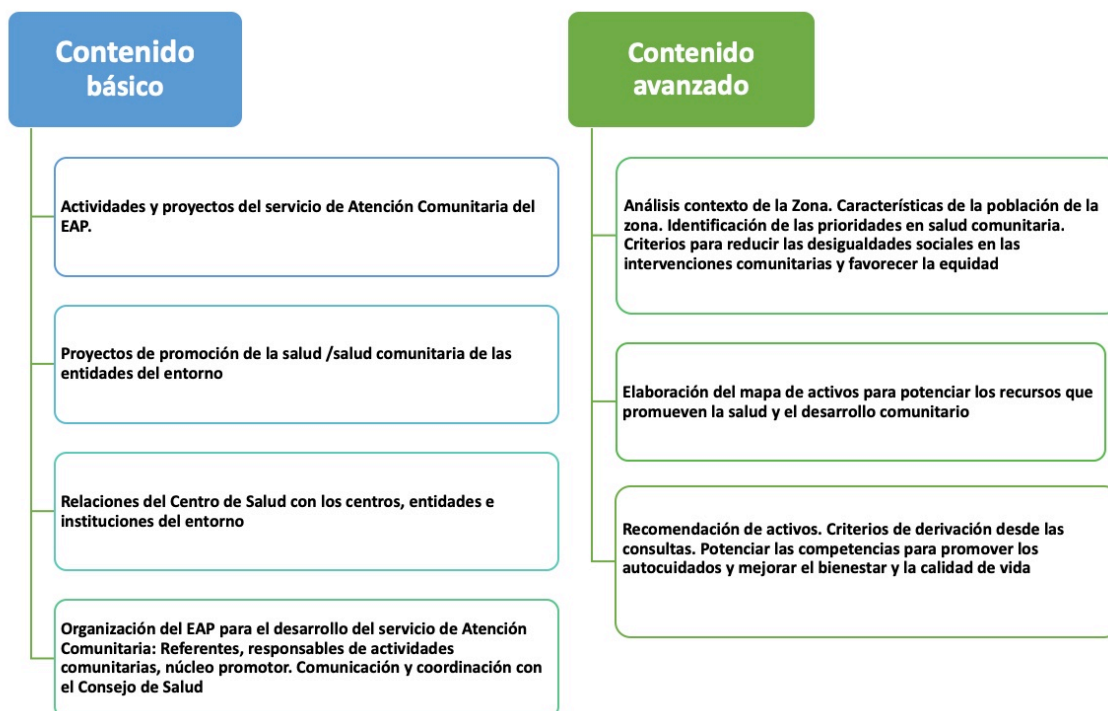 Contenido
básico
Actividades y proyectos del servicio de Atención Comunitaria del
EAP.
Proyectos de promoción de la salud /salud comunitaria de las
entidades del entorno
Relaciones del Centro de Salud con los centros, entidades e
instituciones del entorno
Organización del EAP para el desarrollo del servicio de Atención
Comunitaria: Referentes, responsables de actividades
comunitarias, núcleo promotor. Comunicación y coordinación con
el Consejo de Salud
Contenido
avanzado
Análisis contexto de la Zona. Características de la población de la
zona. Identificación de las prioridades en salud comunitaria.
Criterios para reducir las desigualdades sociales en las
intervenciones comunitarias y favorecer la equidad
Elaboración del mapa de activos para potenciar los recursos que
promueven la salud y el desarrollo comunitario
Recomendación de activos. Criterios de derivación desde las
consultas. Potenciar las competencias para promover los
autocuidados y mejorar el bienestar y la calidad de vida